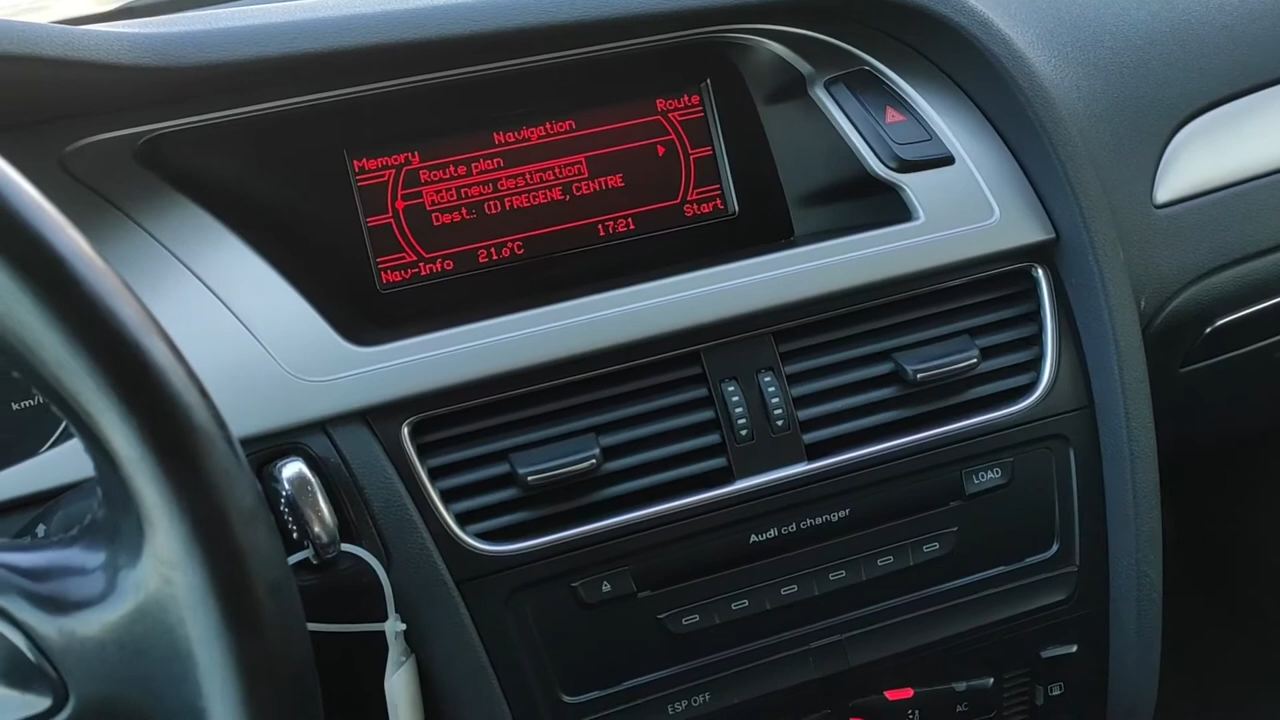 Navigation
Route
Memory
Route plan
Add new destination
Dest.: (I) FREGENE, CENTRE
Start
Nav-Info
21.0°C
17:21
LOAD
Audi cd changer
ESP OFF
AC